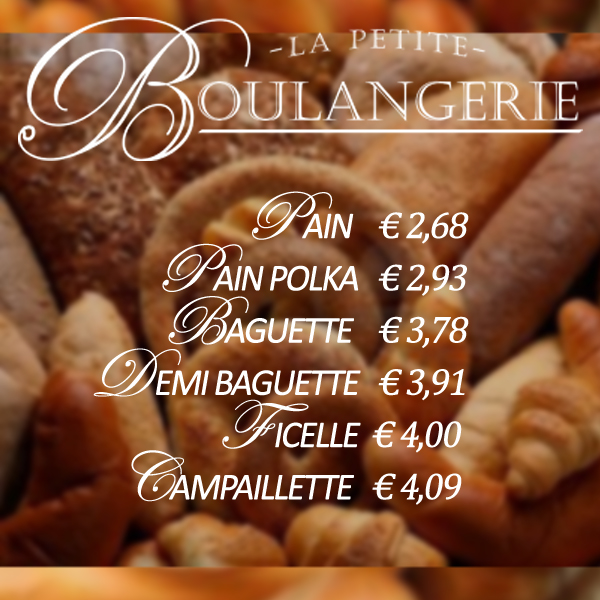 -LA PETITE-
BOULANGERIE
PAIN € 2,68
PAIN POLKA € 2,93
BAGUETTE € 3,78
DEMI BAGUETTE € 3,91
FICELLE € 4,00
CAMPAILLETTE € 4,09